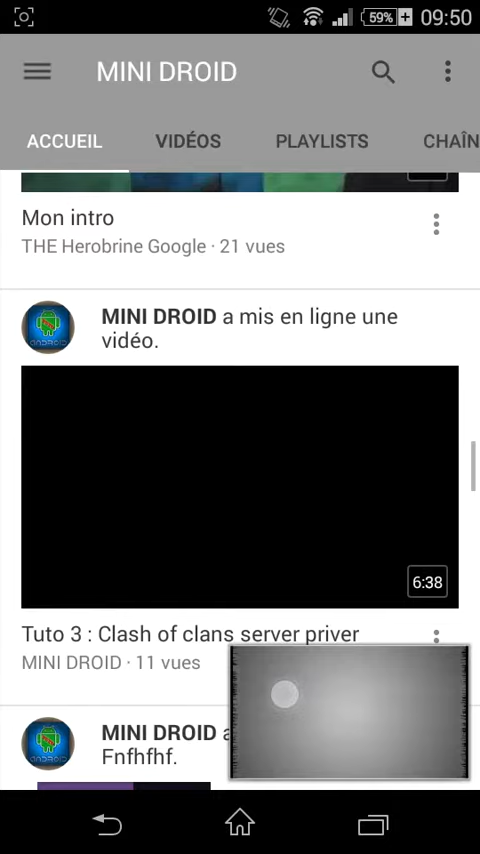 59% 09:50
MINI DROID
ACCUEIL VIDÉOS PLAYLISTS CHAÎN
Mon intro
THE Herobrine Google · 21 vues
MINI DROID a mis en ligne une
vidéo.
6:38
Tuto 3 : Clash of clans server priver
MINI DROID · 11 vues
MINI DROID a
Fnfhfhf.